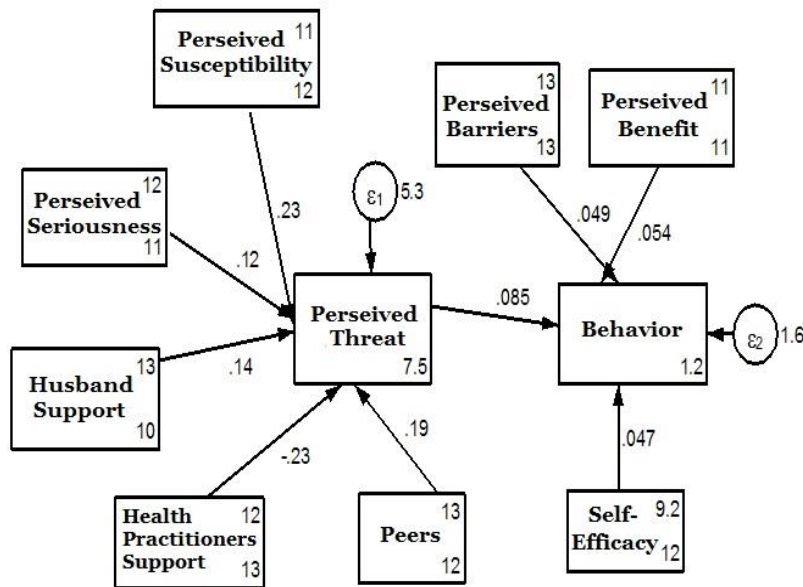 11
Perseived
Susceptibility
12
13
Perseived
Barriers
13
11
Perseived
Benefit
11
12
Perseived
Seriousness
11
ε1
5.3
.23
.12
.049
.054
Perseived
Threat
7.5
.085
Behavior
1.2
ε2
1.6
13
Husband
Support
10
.14
-.23
.19
.047
12
Health
Practitioners
Support
13
13
Peers
12
9.2
Self-
Efficacy
12